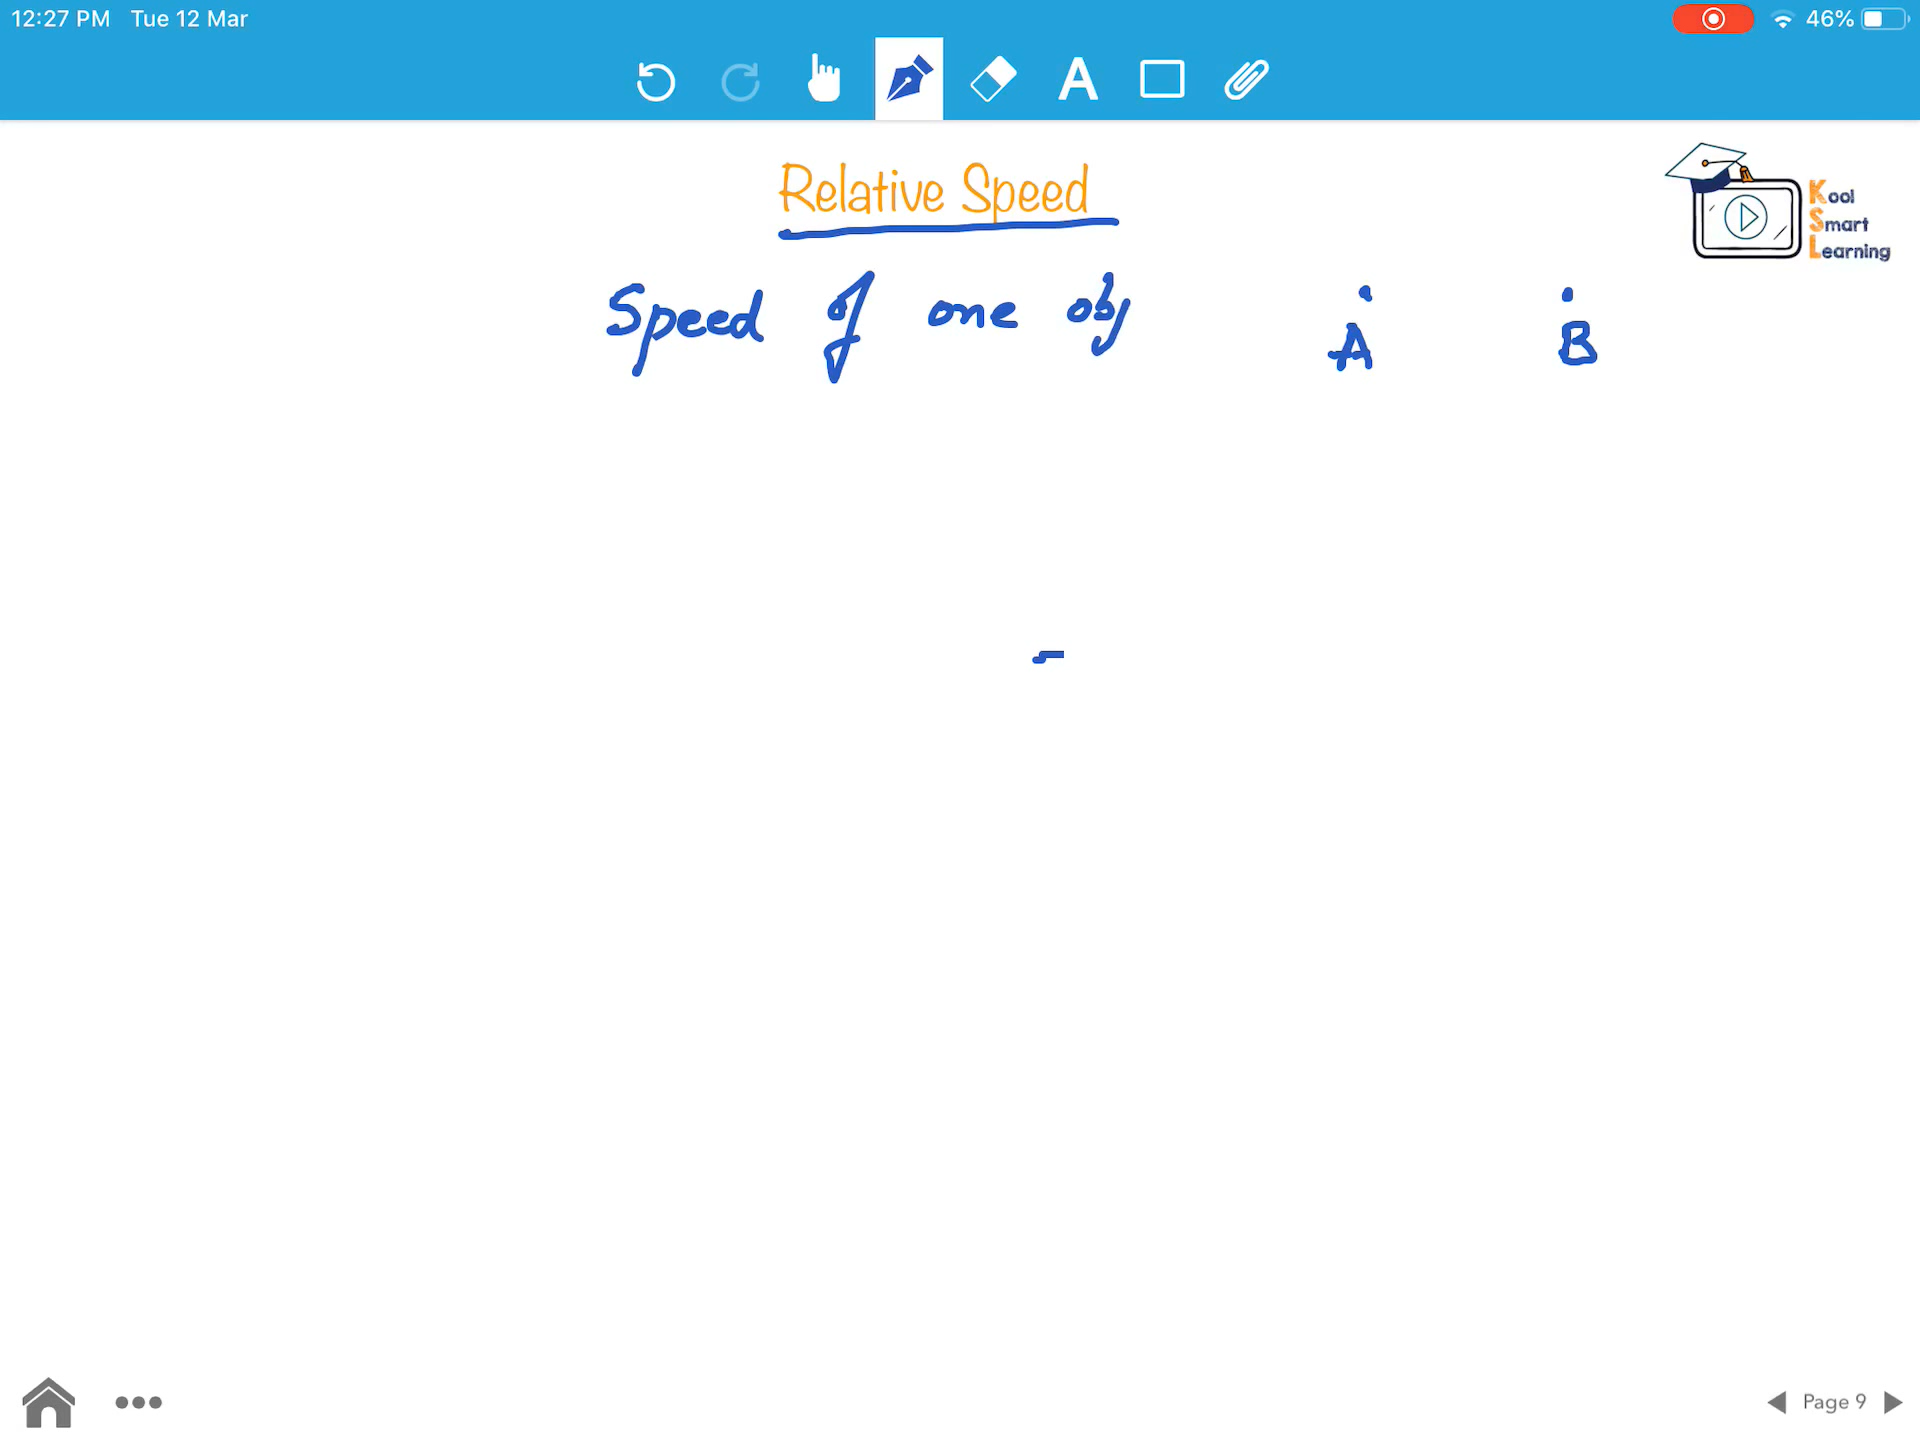 12:27 PM Tue 12 Mar
46%
A
Relative Speed
Kool
Smart
Learning
Speed of one obj
A B
Page 9